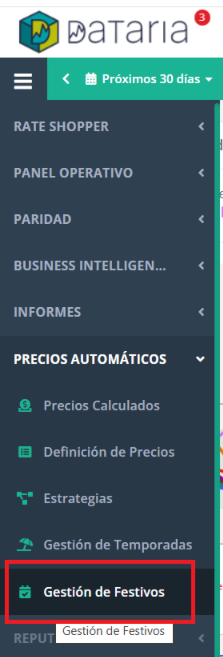 Dataria
3
Próximos 30 días
RATE SHOPPER
PANEL OPERATIVO
PARIDAD
BUSINESS INTELLIGEN...
INFORMES
PRECIOS AUTOMÁTICOS
Precios Calculados
Definición de Precios
Estrategias
Gestión de Temporadas
Gestión de Festivos
Gestión de Festivos
REPUT